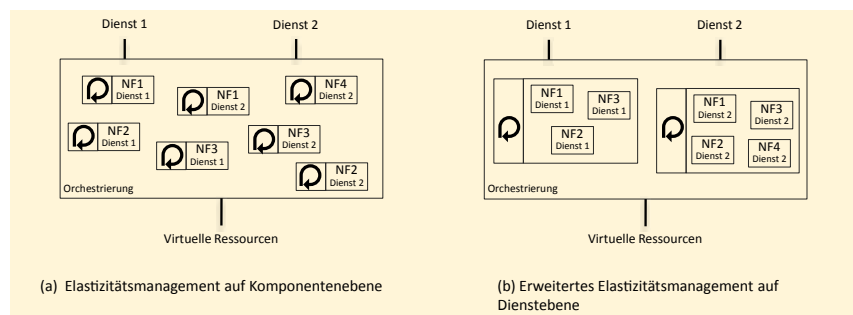 Dienst 1
Dienst 2
NF1
Dienst 1
NF1
Dienst 2
NF4
Dienst 2
NF2
Dienst 1
NF3
Dienst 1
NF3
Dienst 2
NF2
Dienst 2
Orchestrierung
Virtuelle Ressourcen
(a) Elastizitätsmanagement auf Komponentenebene
Dienst 1
Dienst 2
NF1
Dienst 1
NF3
Dienst 1
NF2
Dienst 1
NF1
Dienst 2
NF3
Dienst 2
NF2
Dienst 2
NF4
Dienst 2
Orchestrierung
Virtuelle Ressourcen
(b) Erweitertes Elastizitätsmanagement auf
Dienstebene